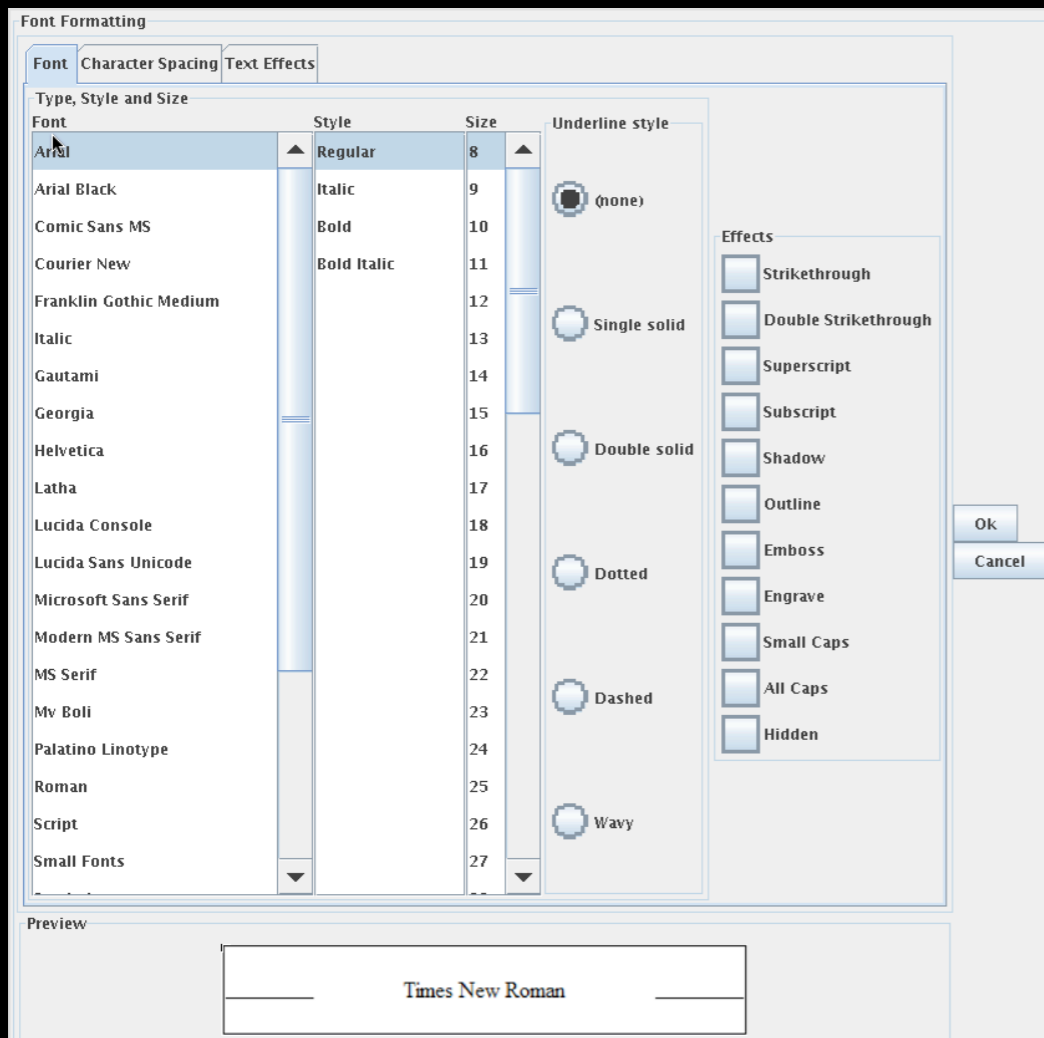 Font Formatting
Font Character Spacing Text Effects
Type, Style and Size
Font
Arial
Arial Black
Comic Sans MS
Courier New
Franklin Gothic Medium
Italic
Gautami
Georgia
Helvetica
Latha
Lucida Console
Lucida Sans Unicode
Microsoft Sans Serif
Modern MS Sans Serif
MS Serif
Mv Boli
Palatino Linotype
Roman
Script
Small Fonts
Style
Regular
Italic
Bold
Bold Italic
Size
8
9
10
11
12
13
14
15
16
17
18
19
20
21
22
23
24
25
26
27
Underline style
(none)
Single solid
Double solid
Dotted
Dashed
Wavy
Effects
Strikethrough
Double Strikethrough
Superscript
Subscript
Shadow
Outline
Emboss
Engrave
Small Caps
All Caps
Hidden
Ok
Cancel
Preview
Times New Roman